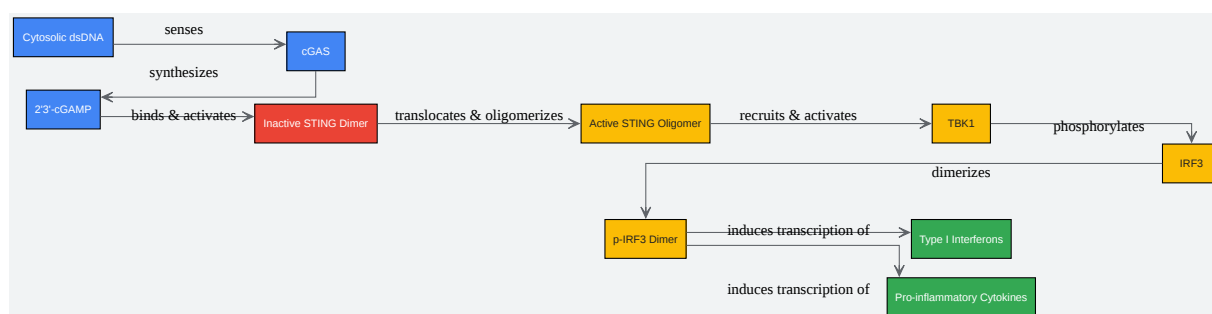 Cytosolic dsDNA
senses
cGAS
synthesizes
2'3'-cGAMP
binds & activates
Inactive STING Dimer
translocates & oligomerizes
Active STING Oligomer
recruits & activates
TBK1
phosphorylates
IRF3
dimerizes
p-IRF3 Dimer
induces transcription of
Type I Interferons
induces transcription of
Pro-inflammatory Cytokines